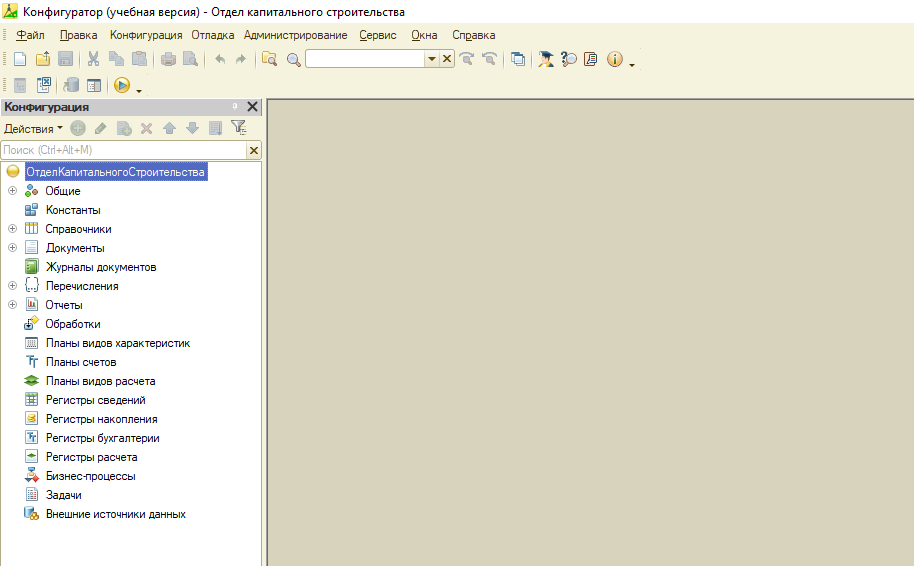 Конфигуратор (учебная версия) - Отдел капитального строительства
Файл Правка Конфигурация Отладка Администрирование Сервис Окна Справка
Конфигурация
Действия
Поиск (Ctrl+Alt+M)
ОтделКапитальногоСтроительства
Общие
Константы
Справочники
Документы
Журналы документов
Перечисления
Отчеты
Обработки
Планы видов характеристик
Планы счетов
Планы видов расчета
Регистры сведений
Регистры накопления
Регистры бухгалтерии
Регистры расчета
Бизнес-процессы
Задачи
Внешние источники данных